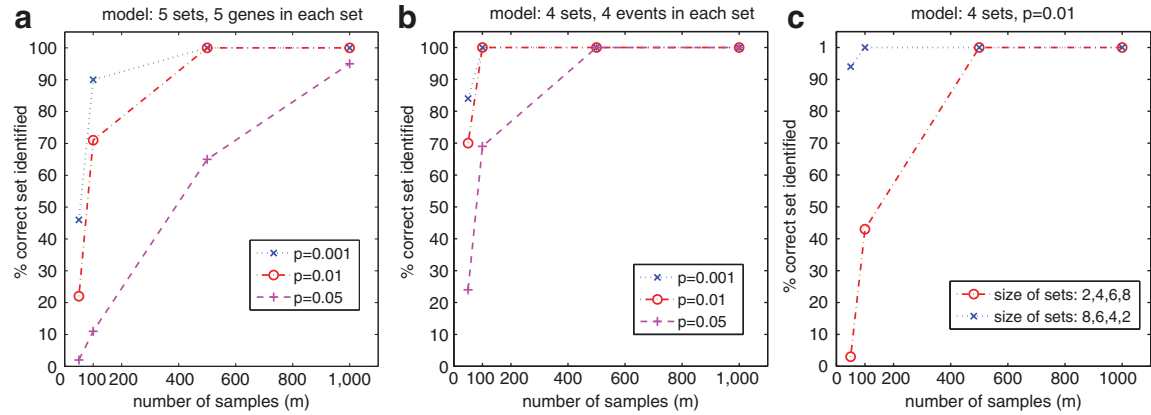 a
model: 5 sets, 5 genes in each set
% correct set identified
100
90
80
70
60
50
40
30
20
10
0
p=0.001
p=0.01
p=0.05
0 100 200 400 600 800 1,000
number of samples (m)
b
model: 4 sets, 4 events in each set
% correct set identified
100
90
80
70
60
50
40
30
20
10
0
p=0.001
p=0.01
p=0.05
0 100 200 400 600 800 1,000
number of samples (m)
c
model: 4 sets, p=0.01
% correct set identified
1
90
80
70
60
50
40
30
20
10
0
size of sets: 2,4,6,8
size of sets: 8,6,4,2
0 100 200 400 600 800 1000
number of samples (m)